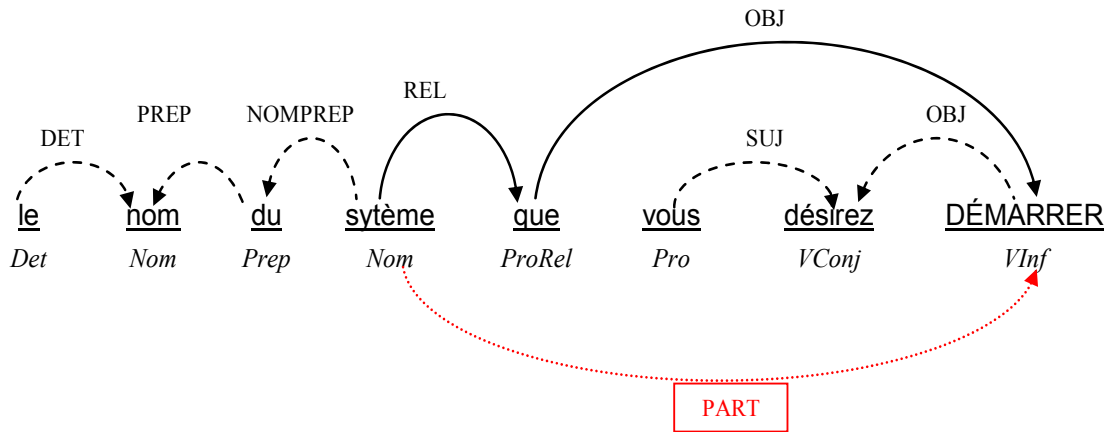 OBJ
REL
PREP NOMPREP
DET SUJ OBJ
le nom du sytème que vous désirez DÉMARRER
Det Nom Prep Nom ProRel Pro VConj VInf
PART